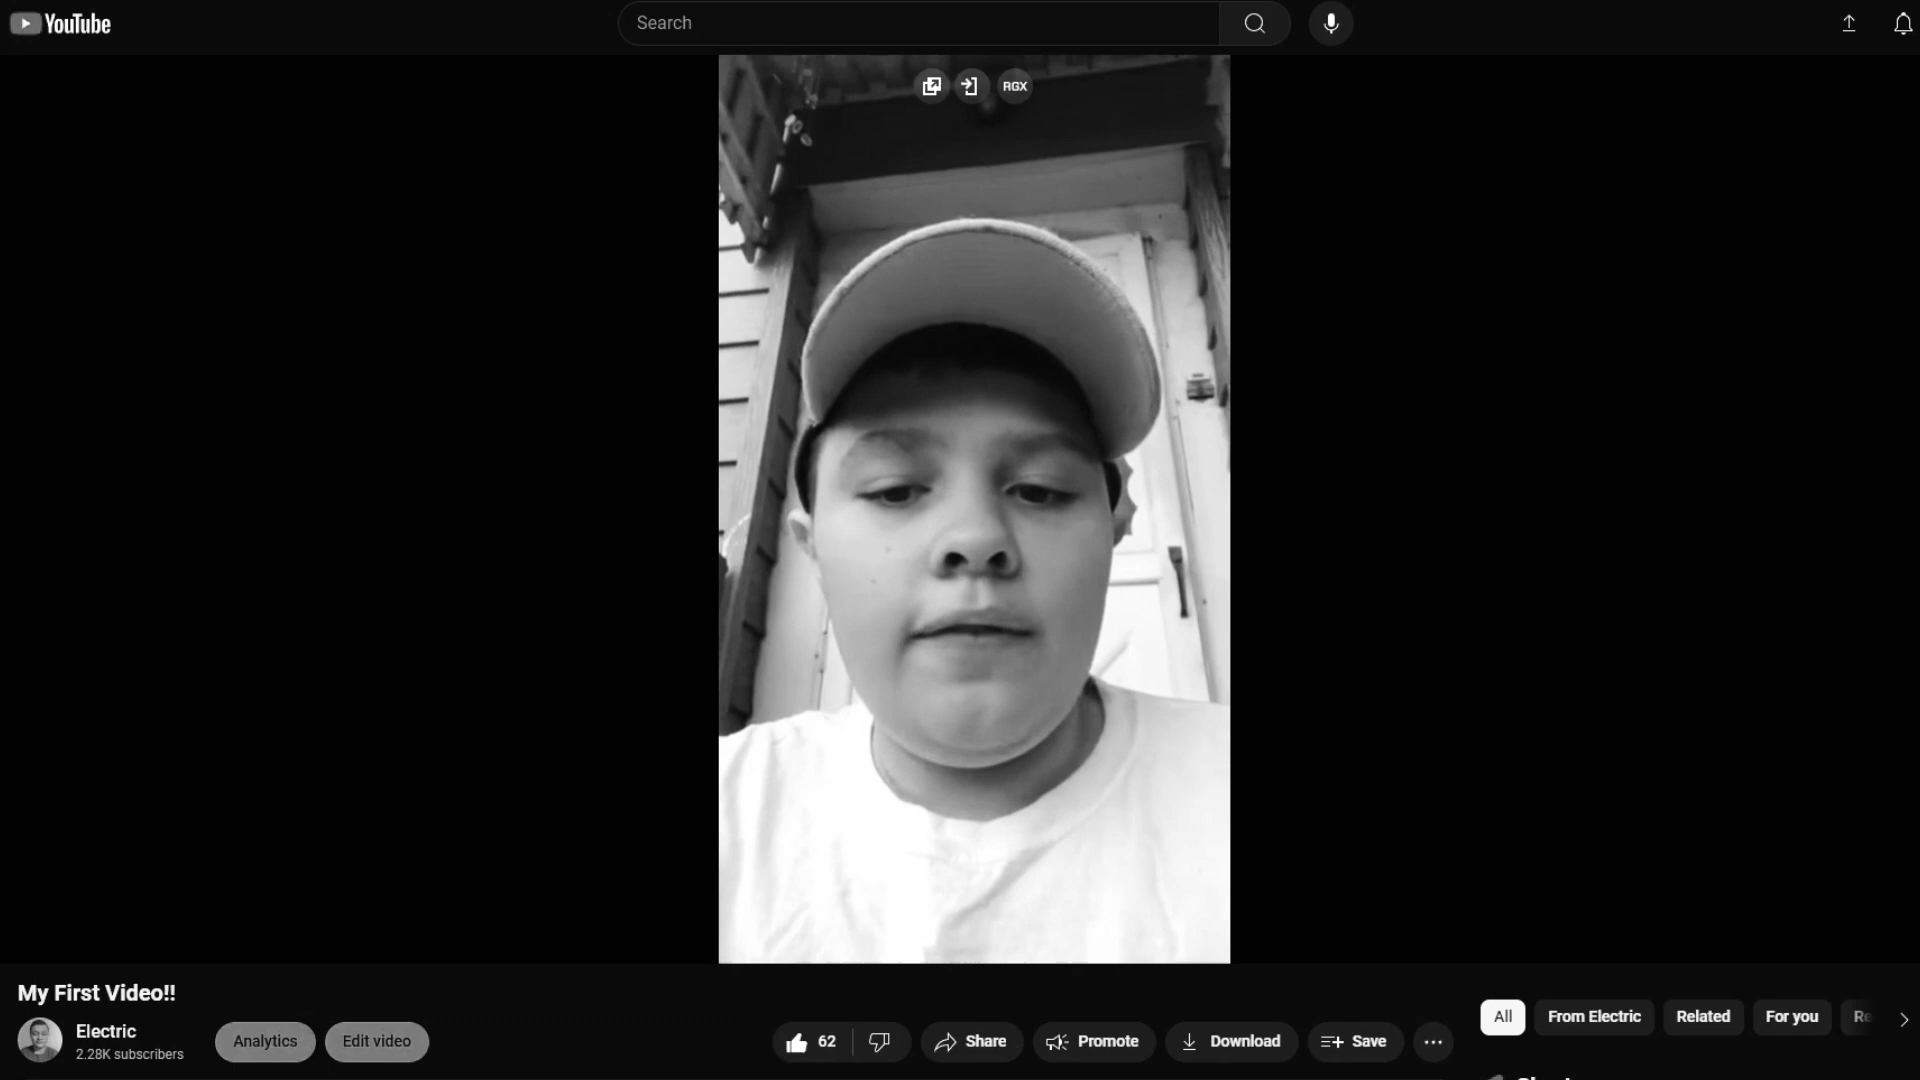 YouTube
Search
RGX
My First Video!!
Electric
2.28K subscribers
Analytics
Edit video
62
Share
Promote
Download
Save
All
From Electric
Related
For you